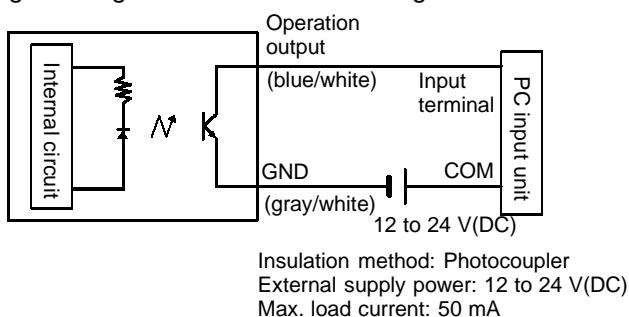 Operation
output
(blue/white)
Input
terminal
Internal circuit
PC input unit
GND
COM
(gray/white)
12 to 24 V(DC)
Insulation method: Photocoupler
External supply power: 12 to 24 V(DC)
Max. load current: 50 mA